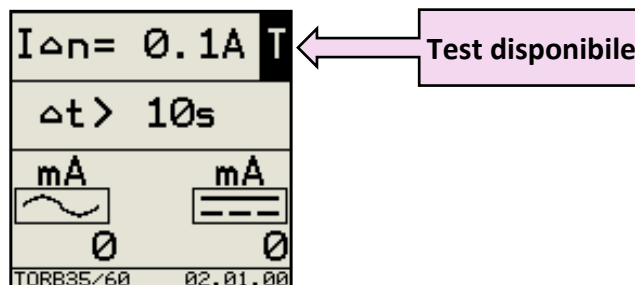 I△n= 0.1A T
Test disponibile
△t> 10s
mA mA
0 0
TORB35/60 02.01.00